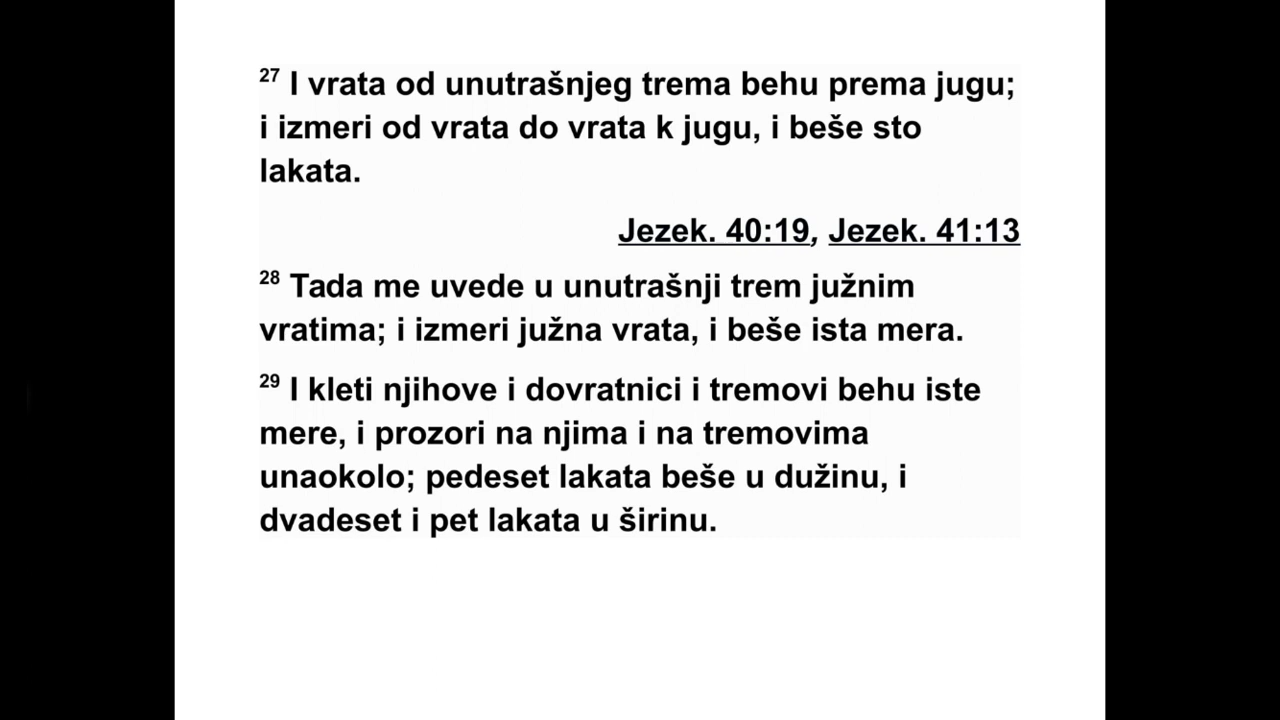 27 I vrata od unutrašnjeg trema behu prema jugu;
i izmeri od vrata do vrata k jugu, i beše sto
lakata.
Jezek. 40:19, Jezek. 41:13
28 Tada me uvede u unutrašnji trem južnim
vratima; i izmeri južna vrata, i beše ista mera.
29 I kleti njihove i dovratnici i tremovi behu iste
mere, i prozori na njima i na tremovima
unaokolo; pedeset lakata beše u dužinu, i
dvadeset i pet lakata u širinu.